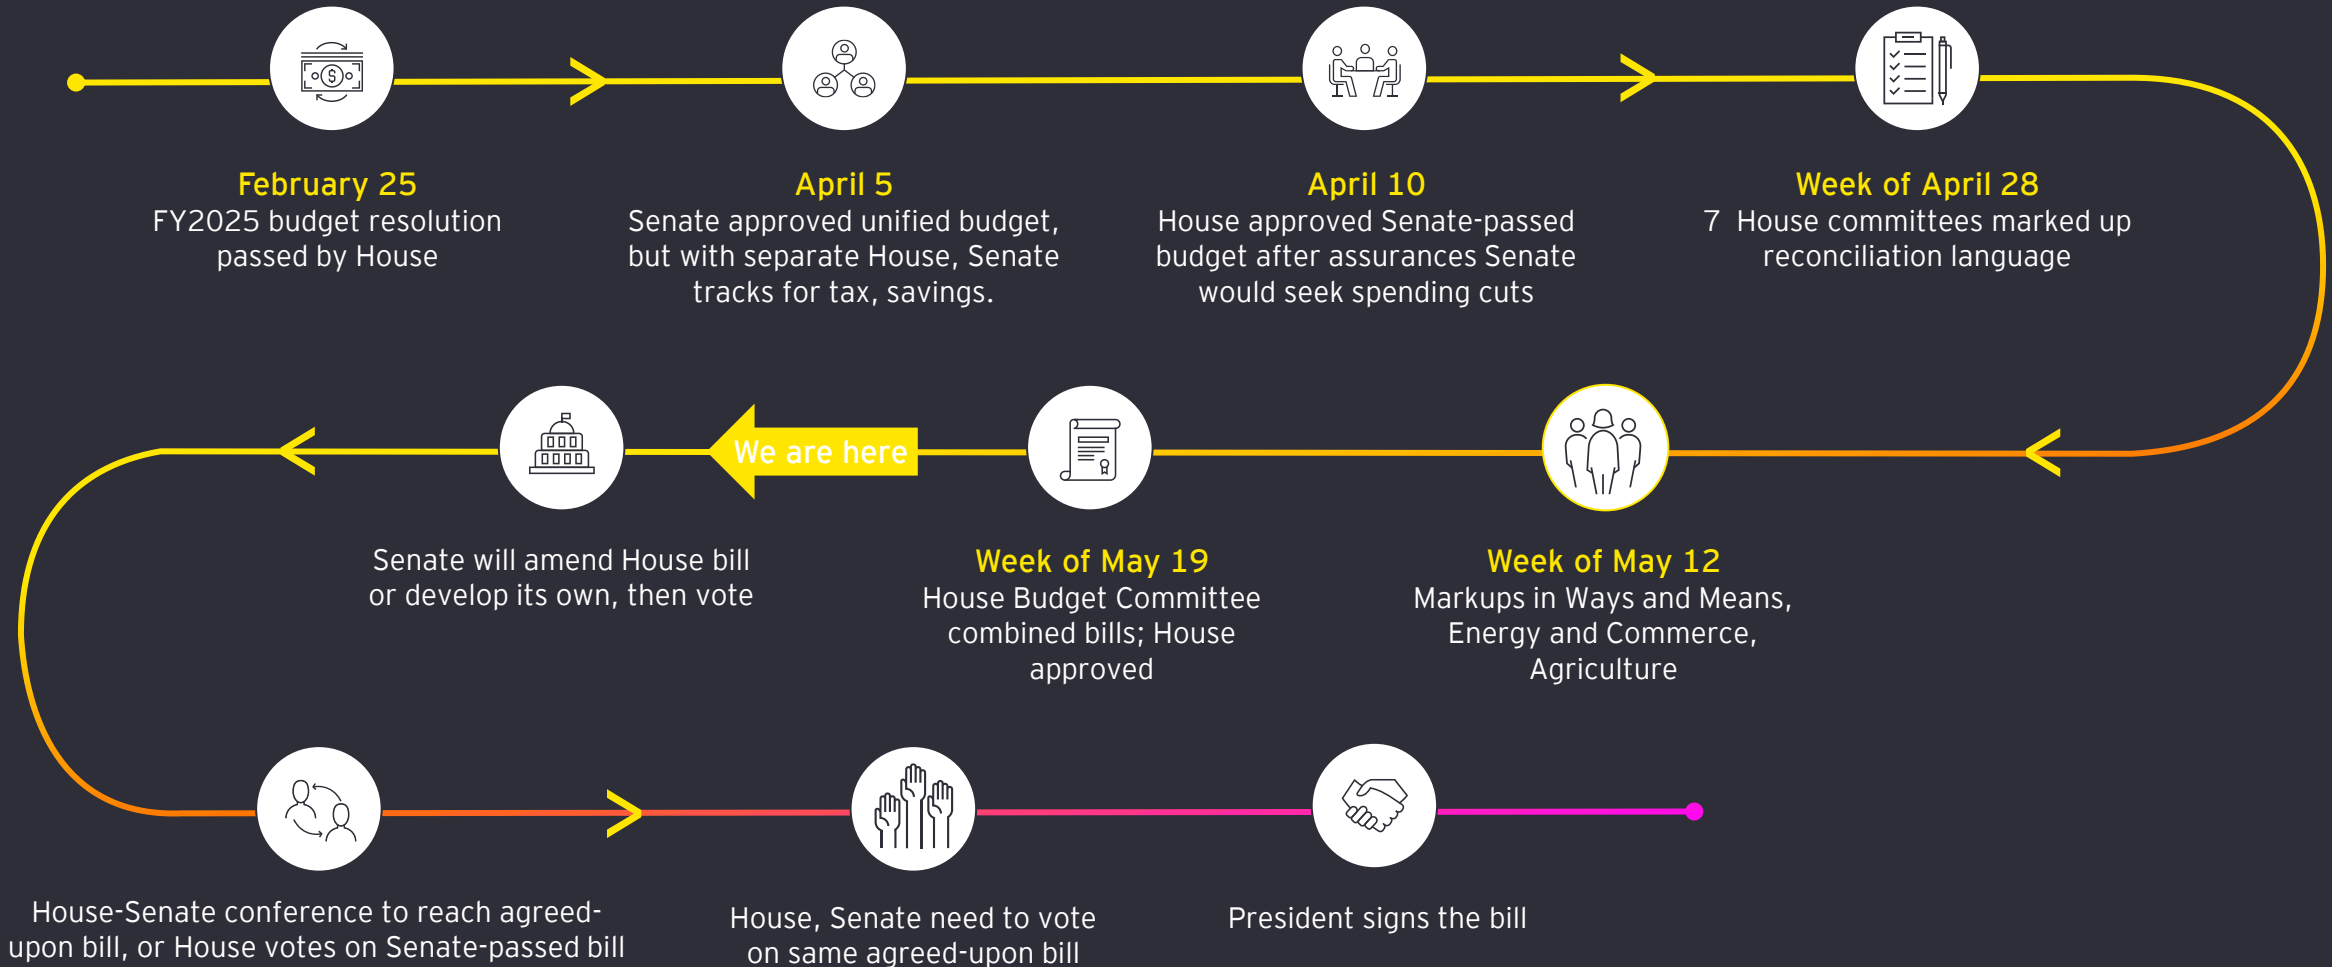 February 25
FY2025 budget resolution
passed by House
April 5
Senate approved unified budget,
but with separate House, Senate
tracks for tax, savings.
April 10
House approved Senate-passed
budget after assurances Senate
would seek spending cuts
Week of April 28
7 House committees marked up
reconciliation language
Week of May 12
Markups in Ways and Means,
Energy and Commerce,
Agriculture
Week of May 19
House Budget Committee
combined bills; House
approved
We are here
Senate will amend House bill
or develop its own, then vote
House-Senate conference to reach agreed-
upon bill, or House votes on Senate-passed bill
House, Senate need to vote
on same agreed-upon bill
President signs the bill